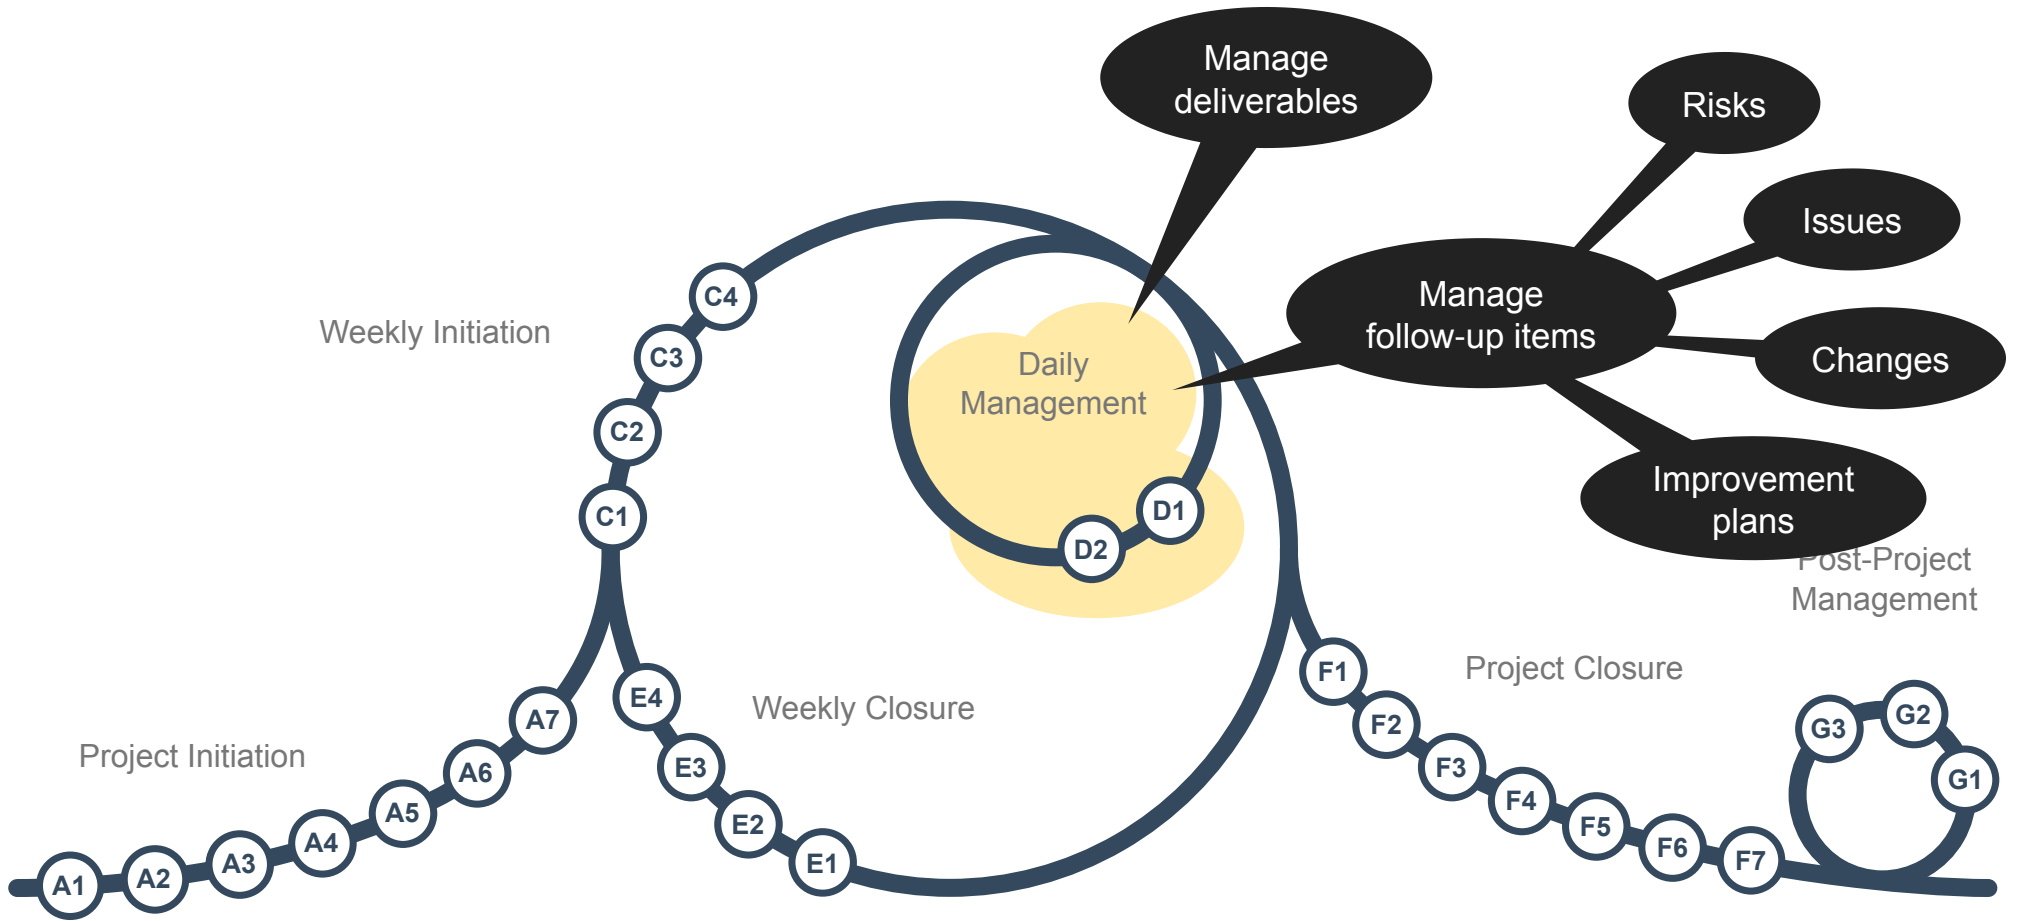 Manage
deliverables
Risks
Issues
Manage
follow-up items
Changes
Improvement
plans
Weekly Initiation
Daily
Management
Post-Project
Management
Project Closure
Weekly Closure
Project Initiation
A1
A2
A3
A4
A5
A6
A7
C1
C2
C3
C4
D1
D2
E1
E2
E3
E4
F1
F2
F3
F4
F5
F6
F7
G1
G2
G3